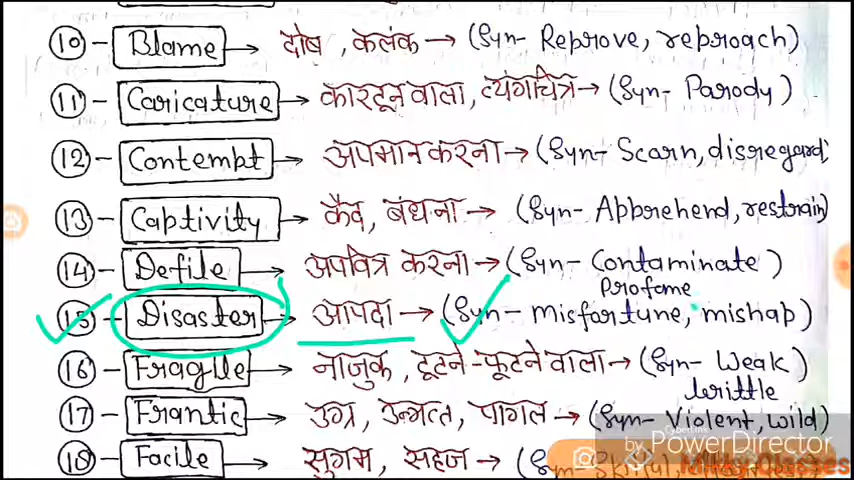 10 - Blame → दोष, कलंक → (Syn- Reprove, reproach)
11 - Caricature → कारटून वाला, व्यंगचित्र → (Syn- Parody)
12 - Contempt → अपमान करना → (Syn- Scarn, disregard)
13 - Captivity → कैद, बंधना → (Syn- Apprehend, restrain)
14 - Defile → अपवित्र करना → (Syn- Contaminate)
Profame
15 - Disaster → आपदा → (Syn- misfortune, mishap)
16 - Fragile → नाजुक, टूटने-फूटने वाला → (Syn- Weak)
brittle
17 - Frantic → उग्र, उन्मत्त, पागल → (Syn- Violent, wild)
by PowerDirector
18 - Facile → सुगम, सहज → (Syn-